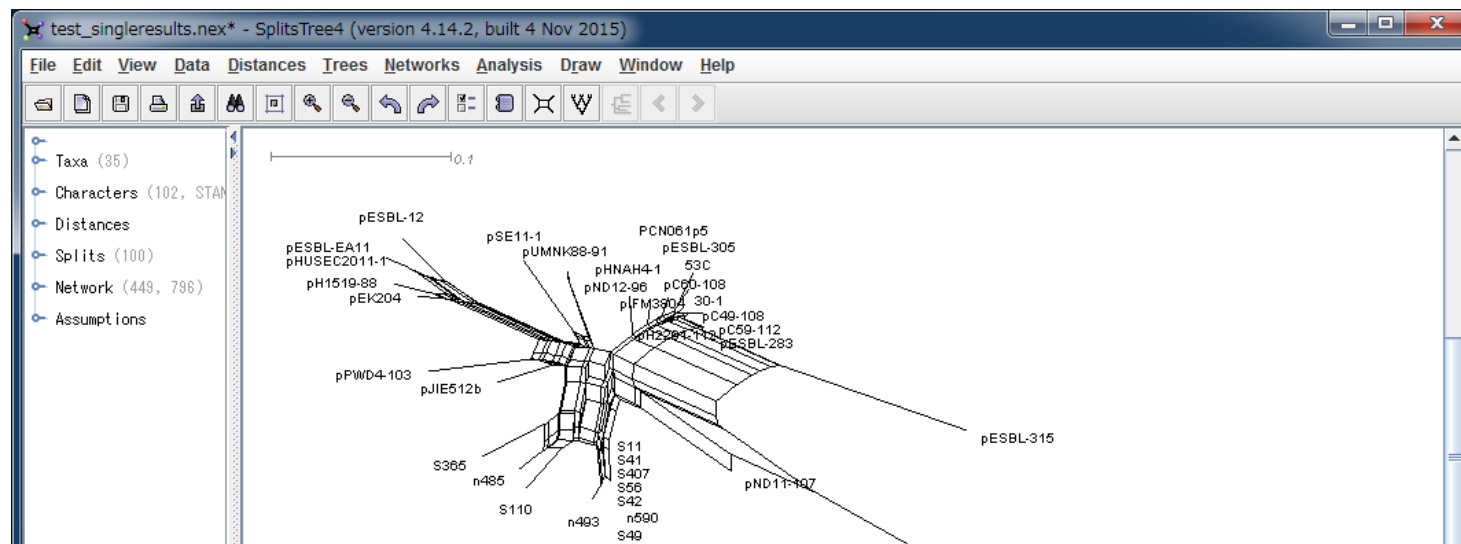 test_singleresults.nex* - SplitsTree4 (version 4.14.2, built 4 Nov 2015)
File Edit View Data Distances Trees Networks Analysis Draw Window Help
Taxa (35)
Characters (102, STAN
Distances
Splits (100)
Network (449, 796)
Assumptions
0.1
pESBL-12
pSE11-1
PCN061p5
pESBL-EA11
pUMNK88-91
pESBL-305
pHUSEC2011-1
pHNAH4-1
53C
pH1519-88
pND12-96
pC60-108
pEK204
30-1
pC49-108
pC59-112
pH2291-112
pESBL-283
pPWD4-103
pJIE512b
pESBL-315
S11
S41
S365
S407
n485
S56
pND11-107
S42
S110
n493
n590
S49